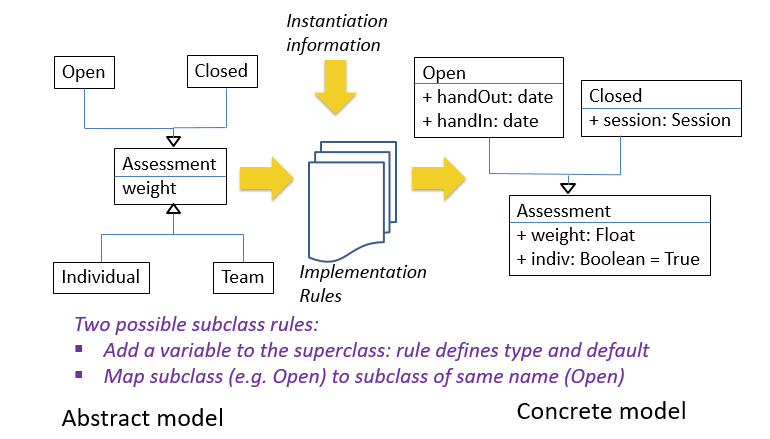 Instantiation
information
Open
Closed
Assessment
weight
Individual
Team
Implementation
Rules
Open
+ handOut: date
+ handIn: date
Closed
+ session: Session
Assessment
+ weight: Float
+ indiv: Boolean = True
Two possible subclass rules:
▪ Add a variable to the superclass: rule defines type and default
▪ Map subclass (e.g. Open) to subclass of same name (Open)
Abstract model
Concrete model